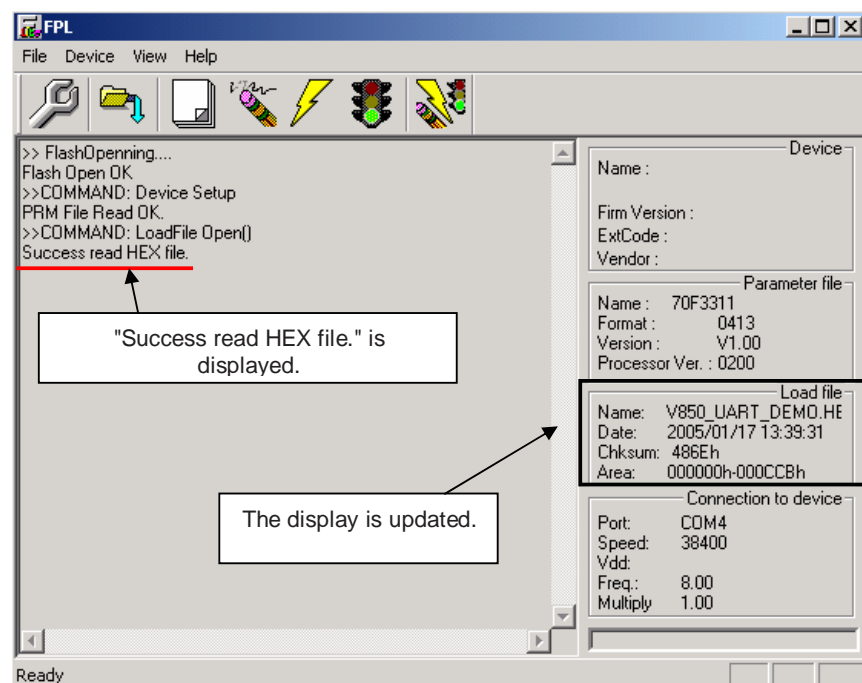 FPL
File Device View Help
>> FlashOpenning....
Flash Open OK
>>COMMAND: Device Setup
PRM File Read OK.
>>COMMAND: LoadFile Open()
Success read HEX file.
"Success read HEX file." is
displayed.
The display is updated.
Device
Name :
Firm Version :
ExtCode :
Vendor :
Parameter file
Name : 70F3311
Format : 0413
Version : V1.00
Processor Ver. : 0200
Load file
Name: V850_UART_DEMO.HE
Date: 2005/01/17 13:39:31
Chksum: 486Eh
Area: 000000h-000CCBh
Connection to device
Port: COM4
Speed: 38400
Vdd:
Freq.: 8.00
Multiply 1.00
Ready